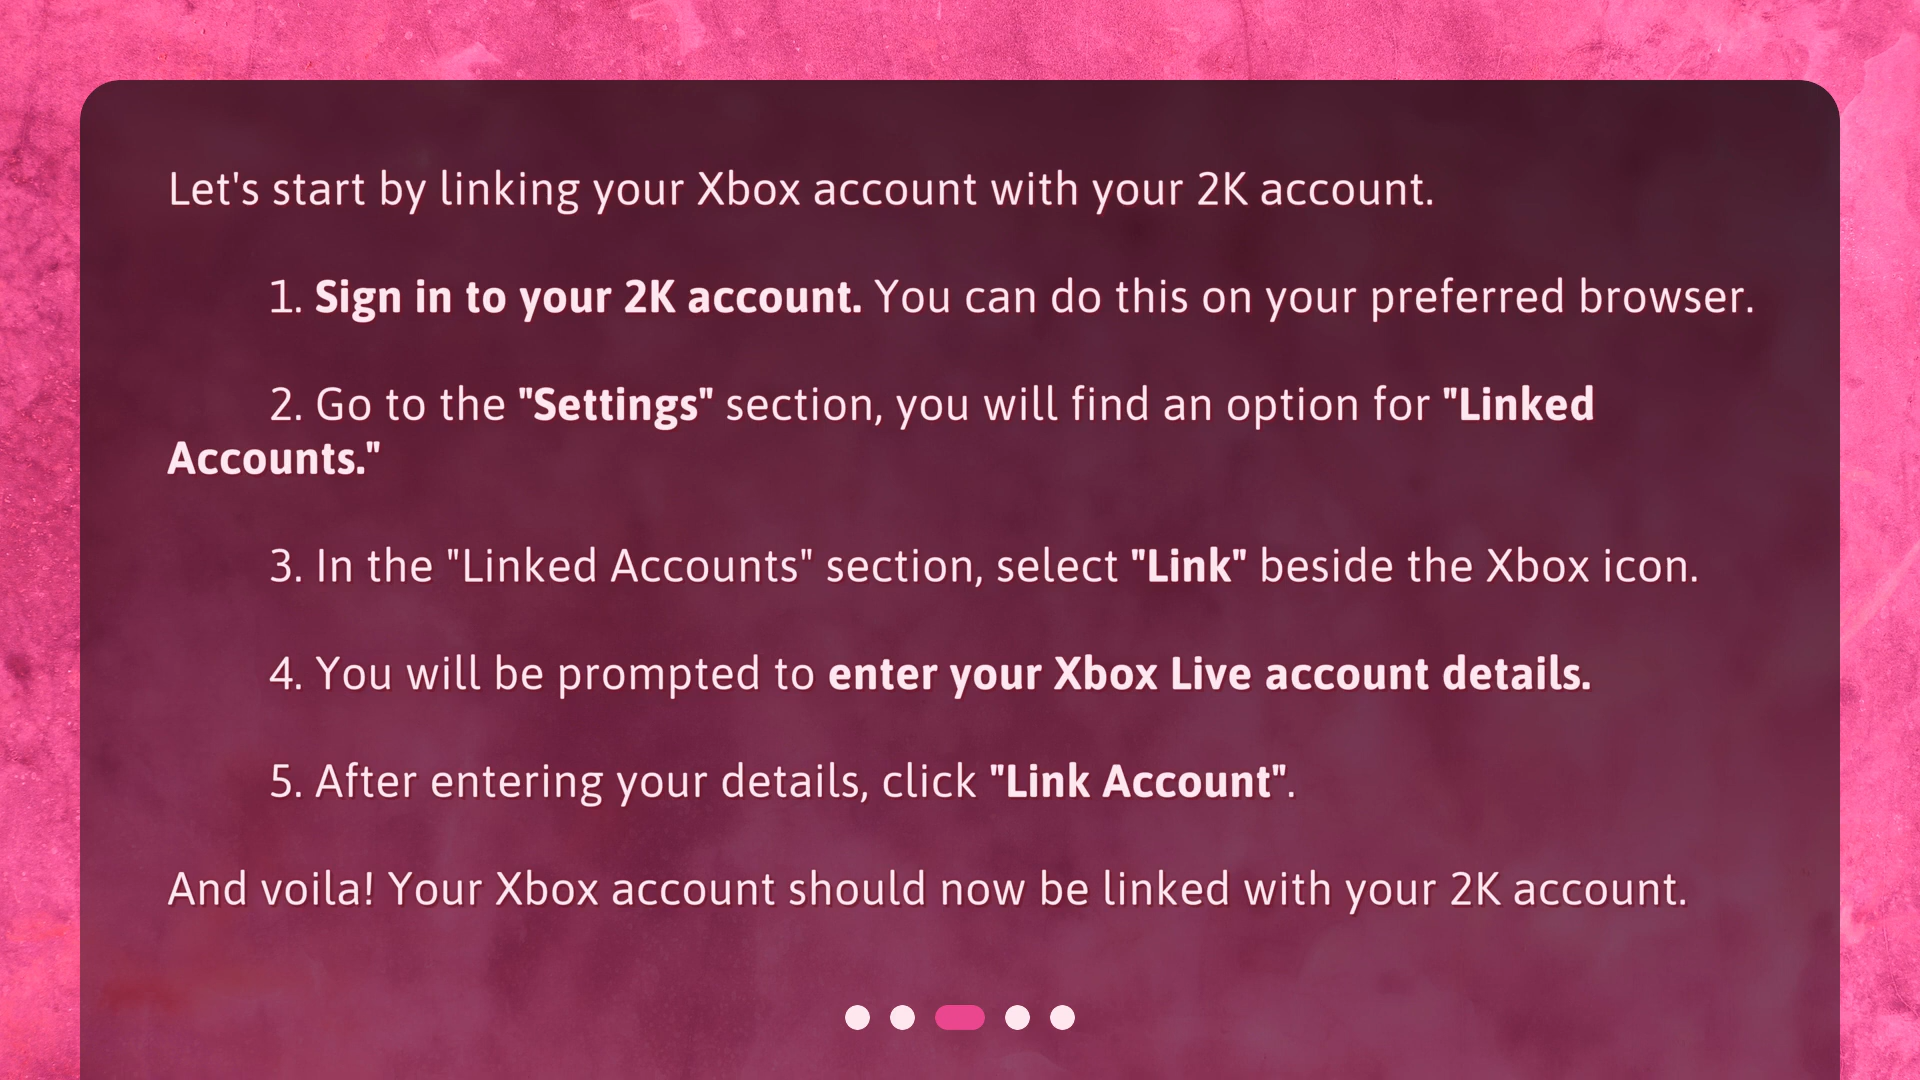 Let's start by linking your Xbox account with your 2K account.
1. Sign in to your 2K account. You can do this on your preferred browser.
2. Go to the "Settings" section, you will find an option for "Linked
Accounts."
3. In the "Linked Accounts" section, select "Link" beside the Xbox icon.
4. You will be prompted to enter your Xbox Live account details.
5. After entering your details, click "Link Account".
And voila! Your Xbox account should now be linked with your 2K account.